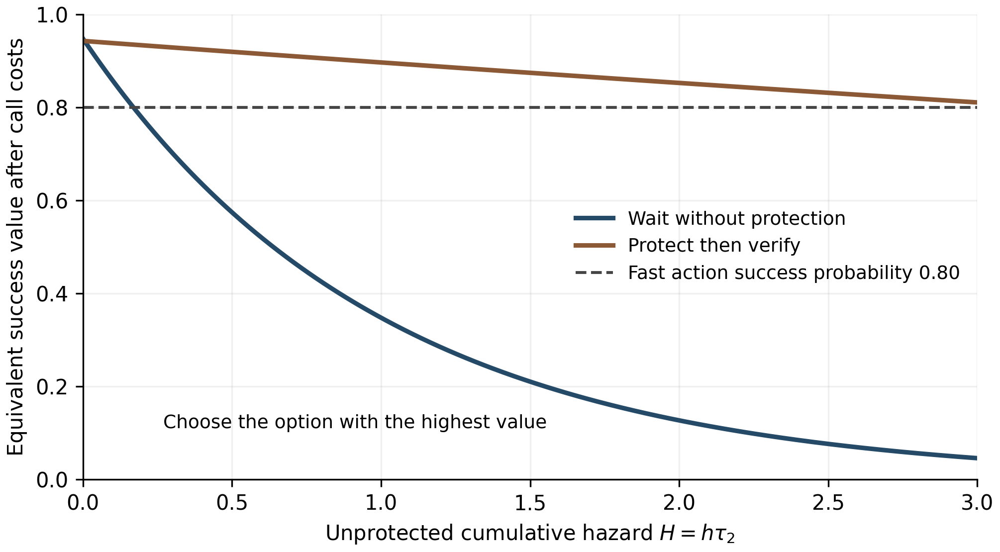 Equivalent success value after call costs
1.0
0.8
0.6
0.4
0.2
0.0
Wait without protection
Protect then verify
Fast action success probability 0.80
Choose the option with the highest value
0.0 0.5 1.0 1.5 2.0 2.5 3.0
Unprotected cumulative hazard H = hτ₂